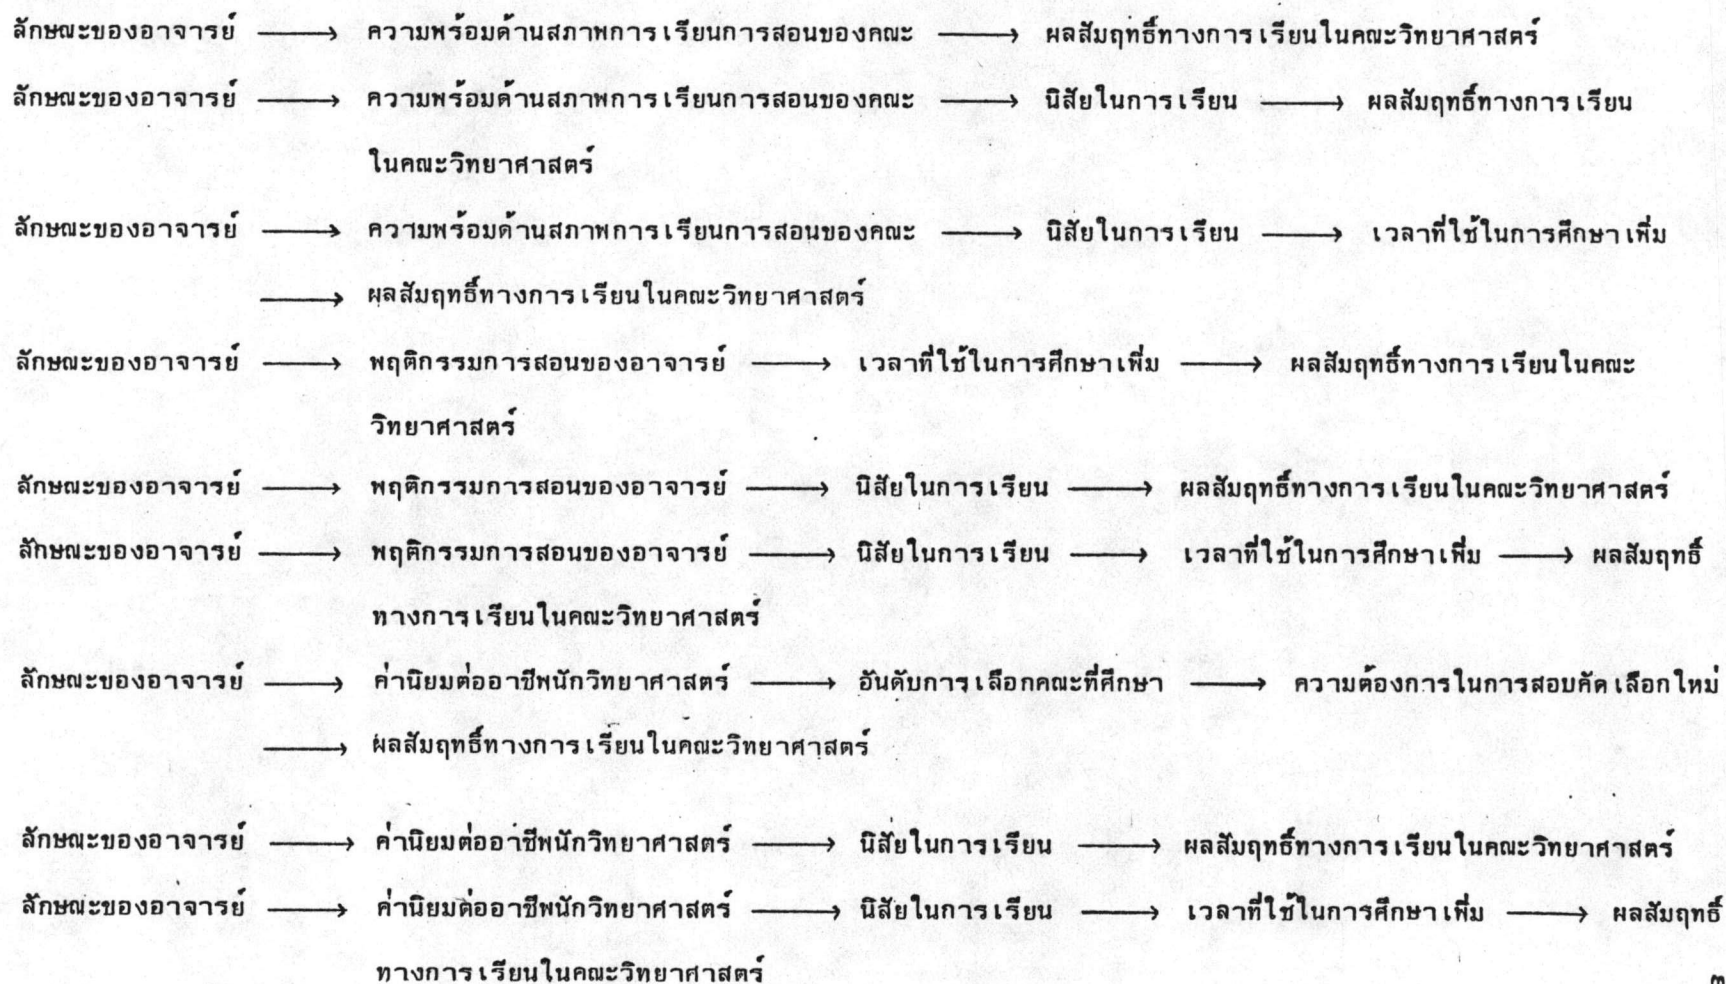 ลักษณะของอาจารย์ ⟶ ความพร้อมด้านสภาพการเรียนการสอนของคณะ ⟶ ผลสัมฤทธิ์ทางการเรียนในคณะวิทยาศาสตร์
ลักษณะของอาจารย์ ⟶ ความพร้อมด้านสภาพการเรียนการสอนของคณะ ⟶ นิสัยในการเรียน ⟶ ผลสัมฤทธิ์ทางการเรียน
ในคณะวิทยาศาสตร์
ลักษณะของอาจารย์ ⟶ ความพร้อมด้านสภาพการเรียนการสอนของคณะ ⟶ นิสัยในการเรียน ⟶ เวลาที่ใช้ในการศึกษาเพิ่ม
⟶ ผลสัมฤทธิ์ทางการเรียนในคณะวิทยาศาสตร์
ลักษณะของอาจารย์ ⟶ พฤติกรรมการสอนของอาจารย์ ⟶ เวลาที่ใช้ในการศึกษาเพิ่ม ⟶ ผลสัมฤทธิ์ทางการเรียนในคณะ
วิทยาศาสตร์
ลักษณะของอาจารย์ ⟶ พฤติกรรมการสอนของอาจารย์ ⟶ นิสัยในการเรียน ⟶ ผลสัมฤทธิ์ทางการเรียนในคณะวิทยาศาสตร์
ลักษณะของอาจารย์ ⟶ พฤติกรรมการสอนของอาจารย์ ⟶ นิสัยในการเรียน ⟶ เวลาที่ใช้ในการศึกษาเพิ่ม ⟶ ผลสัมฤทธิ์
ทางการเรียนในคณะวิทยาศาสตร์
ลักษณะของอาจารย์ ⟶ ค่านิยมต่ออาชีพนักวิทยาศาสตร์ ⟶ อันดับการเลือกคณะที่ศึกษา ⟶ ความต้องการในการสอบคัดเลือกใหม่
⟶ ผลสัมฤทธิ์ทางการเรียนในคณะวิทยาศาสตร์
ลักษณะของอาจารย์ ⟶ ค่านิยมต่ออาชีพนักวิทยาศาสตร์ ⟶ นิสัยในการเรียน ⟶ ผลสัมฤทธิ์ทางการเรียนในคณะวิทยาศาสตร์
ลักษณะของอาจารย์ ⟶ ค่านิยมต่ออาชีพนักวิทยาศาสตร์ ⟶ นิสัยในการเรียน ⟶ เวลาที่ใช้ในการศึกษาเพิ่ม ⟶ ผลสัมฤทธิ์
ทางการเรียนในคณะวิทยาศาสตร์